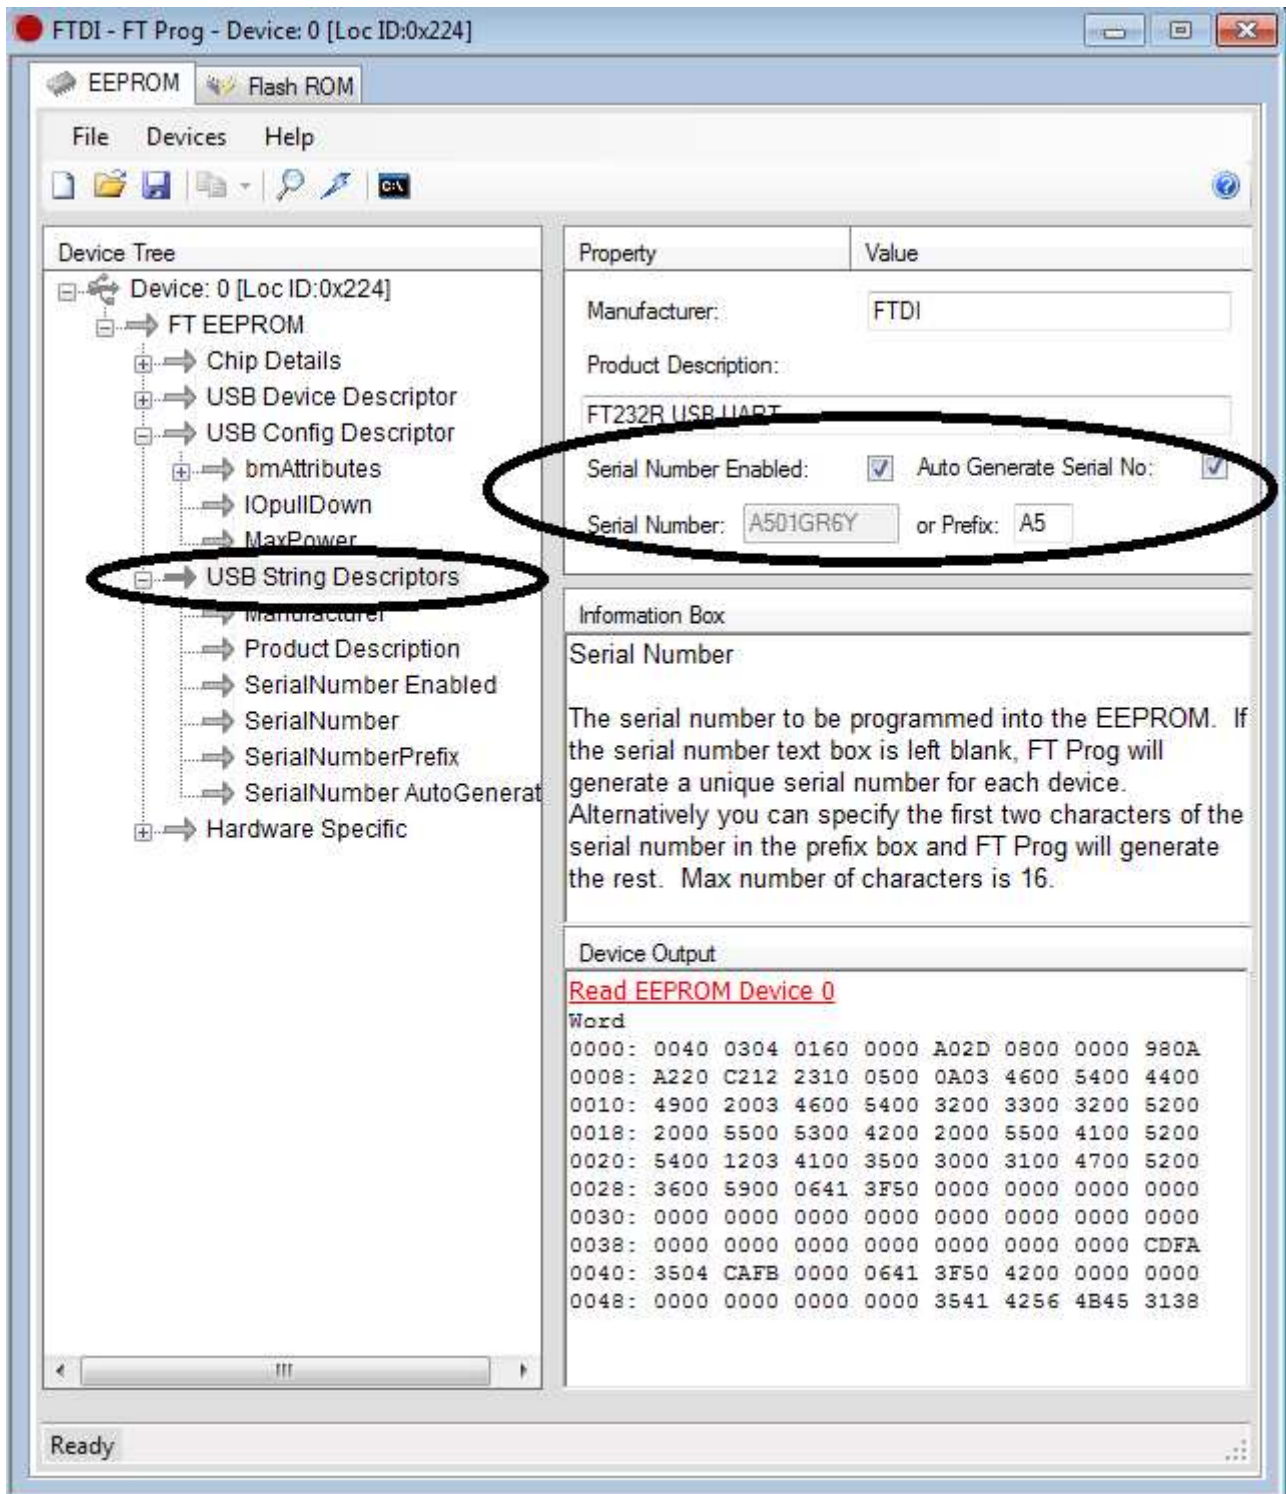 FTDI - FT Prog - Device: 0 [Loc ID:0x224]
EEPROM Flash ROM
File Devices Help
C:\
Device Tree
Device: 0 [Loc ID:0x224]
FT EEPROM
Chip Details
USB Device Descriptor
USB Config Descriptor
bmAttributes
IOpullDown
MaxPower
USB String Descriptors
Manufacturer
Product Description
SerialNumber Enabled
SerialNumber
SerialNumberPrefix
SerialNumber AutoGenerat
Hardware Specific
Property Value
Manufacturer: FTDI
Product Description:
FT232R USB UART
Serial Number Enabled: Auto Generate Serial No:
Serial Number: A501GR6Y or Prefix: A5
Information Box
Serial Number
The serial number to be programmed into the EEPROM. If
the serial number text box is left blank, FT Prog will
generate a unique serial number for each device.
Alternatively you can specify the first two characters of the
serial number in the prefix box and FT Prog will generate
the rest. Max number of characters is 16.
Device Output
Read EEPROM Device 0
Word
0000: 0040 0304 0160 0000 A02D 0800 0000 980A
0008: A220 C212 2310 0500 0A03 4600 5400 4400
0010: 4900 2003 4600 5400 3200 3300 3200 5200
0018: 2000 5500 5300 4200 2000 5500 4100 5200
0020: 5400 1203 4100 3500 3000 3100 4700 5200
0028: 3600 5900 0641 3F50 0000 0000 0000 0000
0030: 0000 0000 0000 0000 0000 0000 0000 0000
0038: 0000 0000 0000 0000 0000 0000 0000 CDFA
0040: 3504 CAFB 0000 0641 3F50 4200 0000 0000
0048: 0000 0000 0000 0000 3541 4256 4B45 3138
Ready